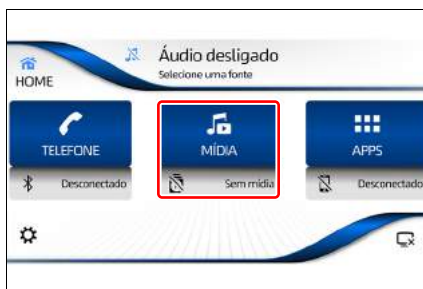 Áudio desligado
Selecione uma fonte
HOME
TELEFONE
MÍDIA
APPS
Desconectado
Sem mídia
Desconectado